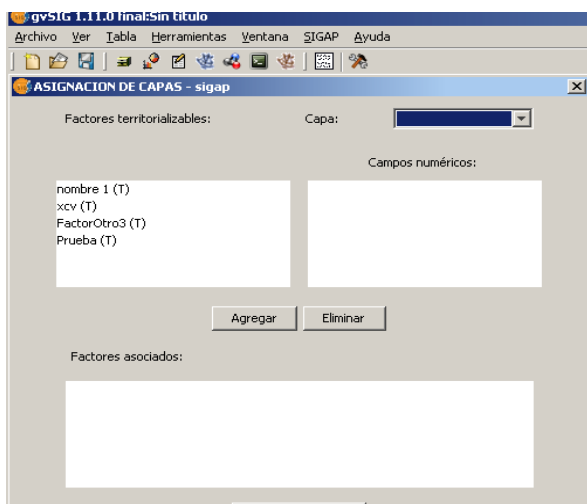 gvSIG 1.11.0 final:Sin título
Archivo Ver Tabla Herramientas Ventana SIGAP Ayuda
ASIGNACION DE CAPAS - sigap
Factores territorializables: Capa:
Campos numéricos:
nombre 1 (T)
xcv (T)
FactorOtro3 (T)
Prueba (T)
Agregar Eliminar
Factores asociados: